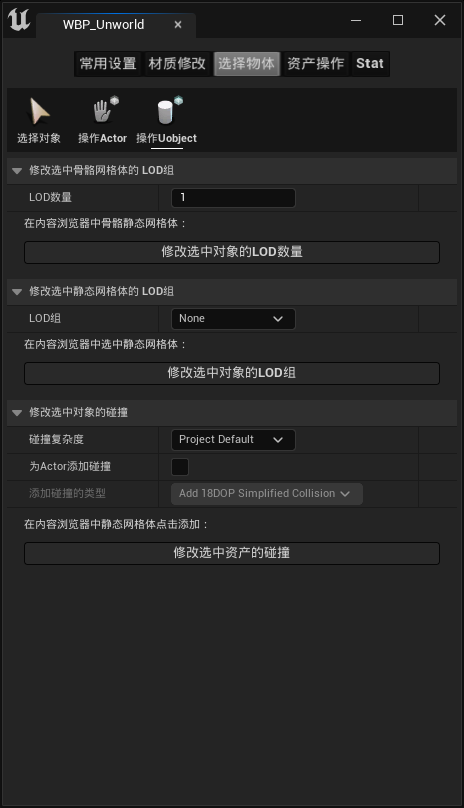 WBP_Unworld
常用设置 材质修改 选择物体 资产操作 Stat
选择对象 操作Actor 操作Uobject
修改选中骨骼网格体的 LOD组
LOD数量 1
在内容浏览器中骨骼静态网格体：
修改选中对象的LOD数量
修改选中静态网格体的 LOD组
LOD组 None
在内容浏览器中选中静态网格体：
修改选中对象的LOD组
修改选中对象的碰撞
碰撞复杂度 Project Default
为Actor添加碰撞
添加碰撞的类型 Add 18DOP Simplified Collision
在内容浏览器中静态网格体点击添加：
修改选中资产的碰撞